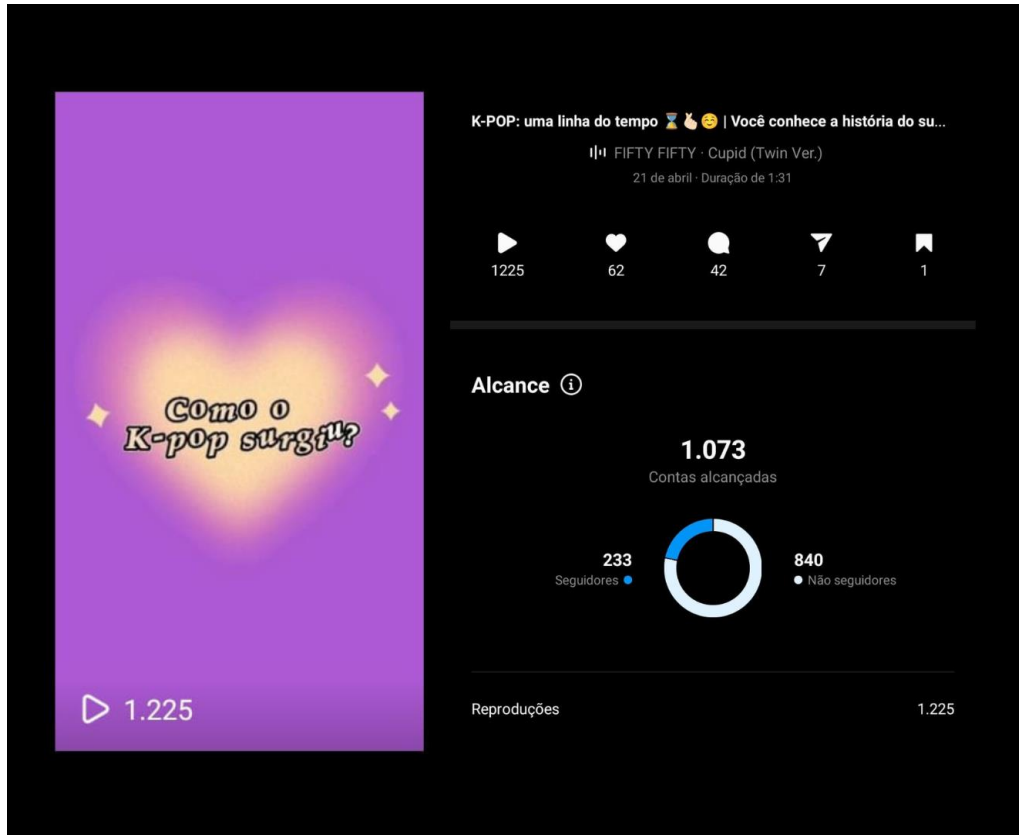 Como o
K-pop surgiu?
1.225
K-POP: uma linha do tempo ⏳🫰🏻☺️ | Você conhece a história do su...
FIFTY FIFTY · Cupid (Twin Ver.)
21 de abril · Duração de 1:31
1225 62 42 7 1
Alcance
1.073
Contas alcançadas
233
Seguidores
840
Não seguidores
Reproduções 1.225